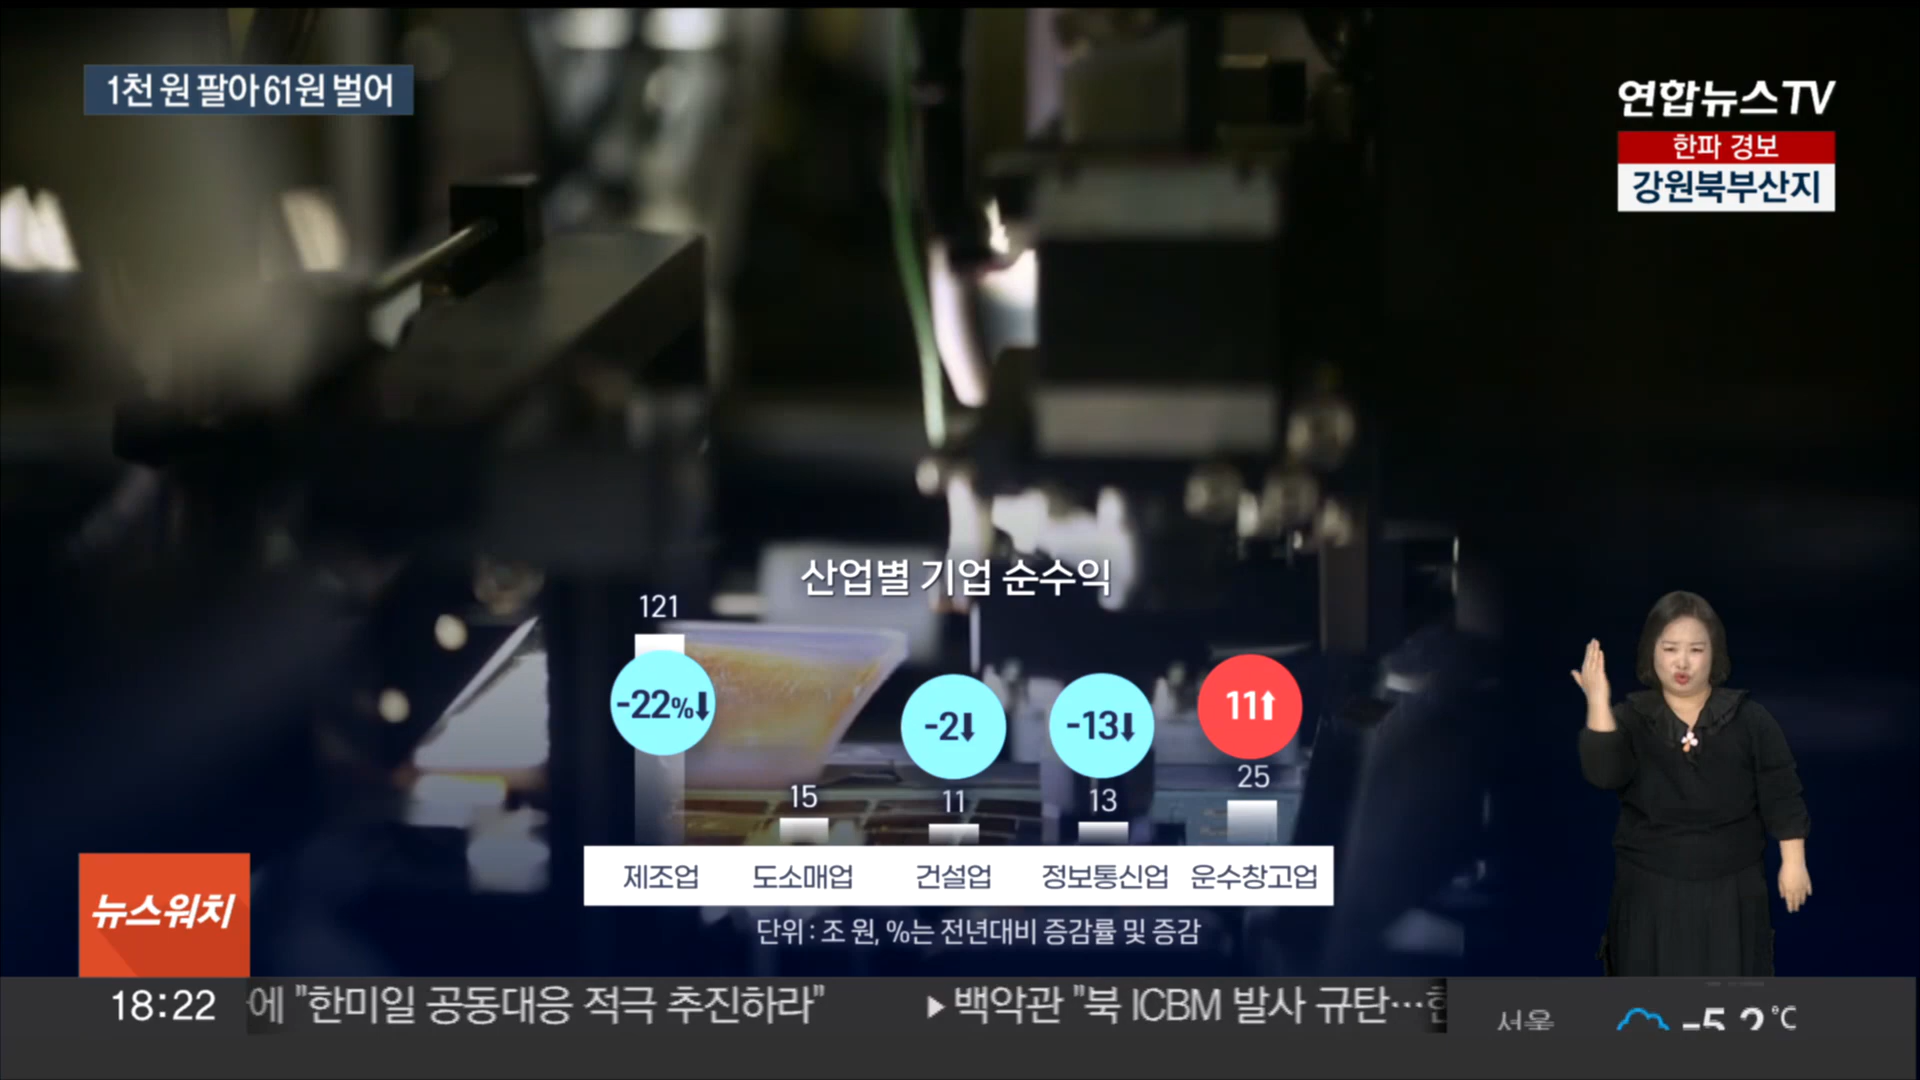 1천 원 팔아 61원 벌어
연합뉴스TV
한파 경보
강원북부산지
산업별 기업 순수익
121
-22%⬇
15
-2⬇
11
-13⬇
13
11⬆
25
제조업 도소매업 건설업 정보통신업 운수창고업
단위 : 조 원, %는 전년대비 증감률 및 증감
뉴스워치
18:22 에 "한미일 공동대응 적극 추진하라" ▶백악관 "북 ICBM 발사 규탄…
서울 -5.2℃